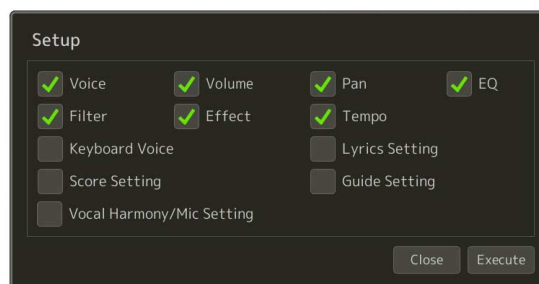 Setup
Voice Volume Pan EQ
Filter Effect Tempo
Keyboard Voice Lyrics Setting
Score Setting Guide Setting
Vocal Harmony/Mic Setting
Close Execute